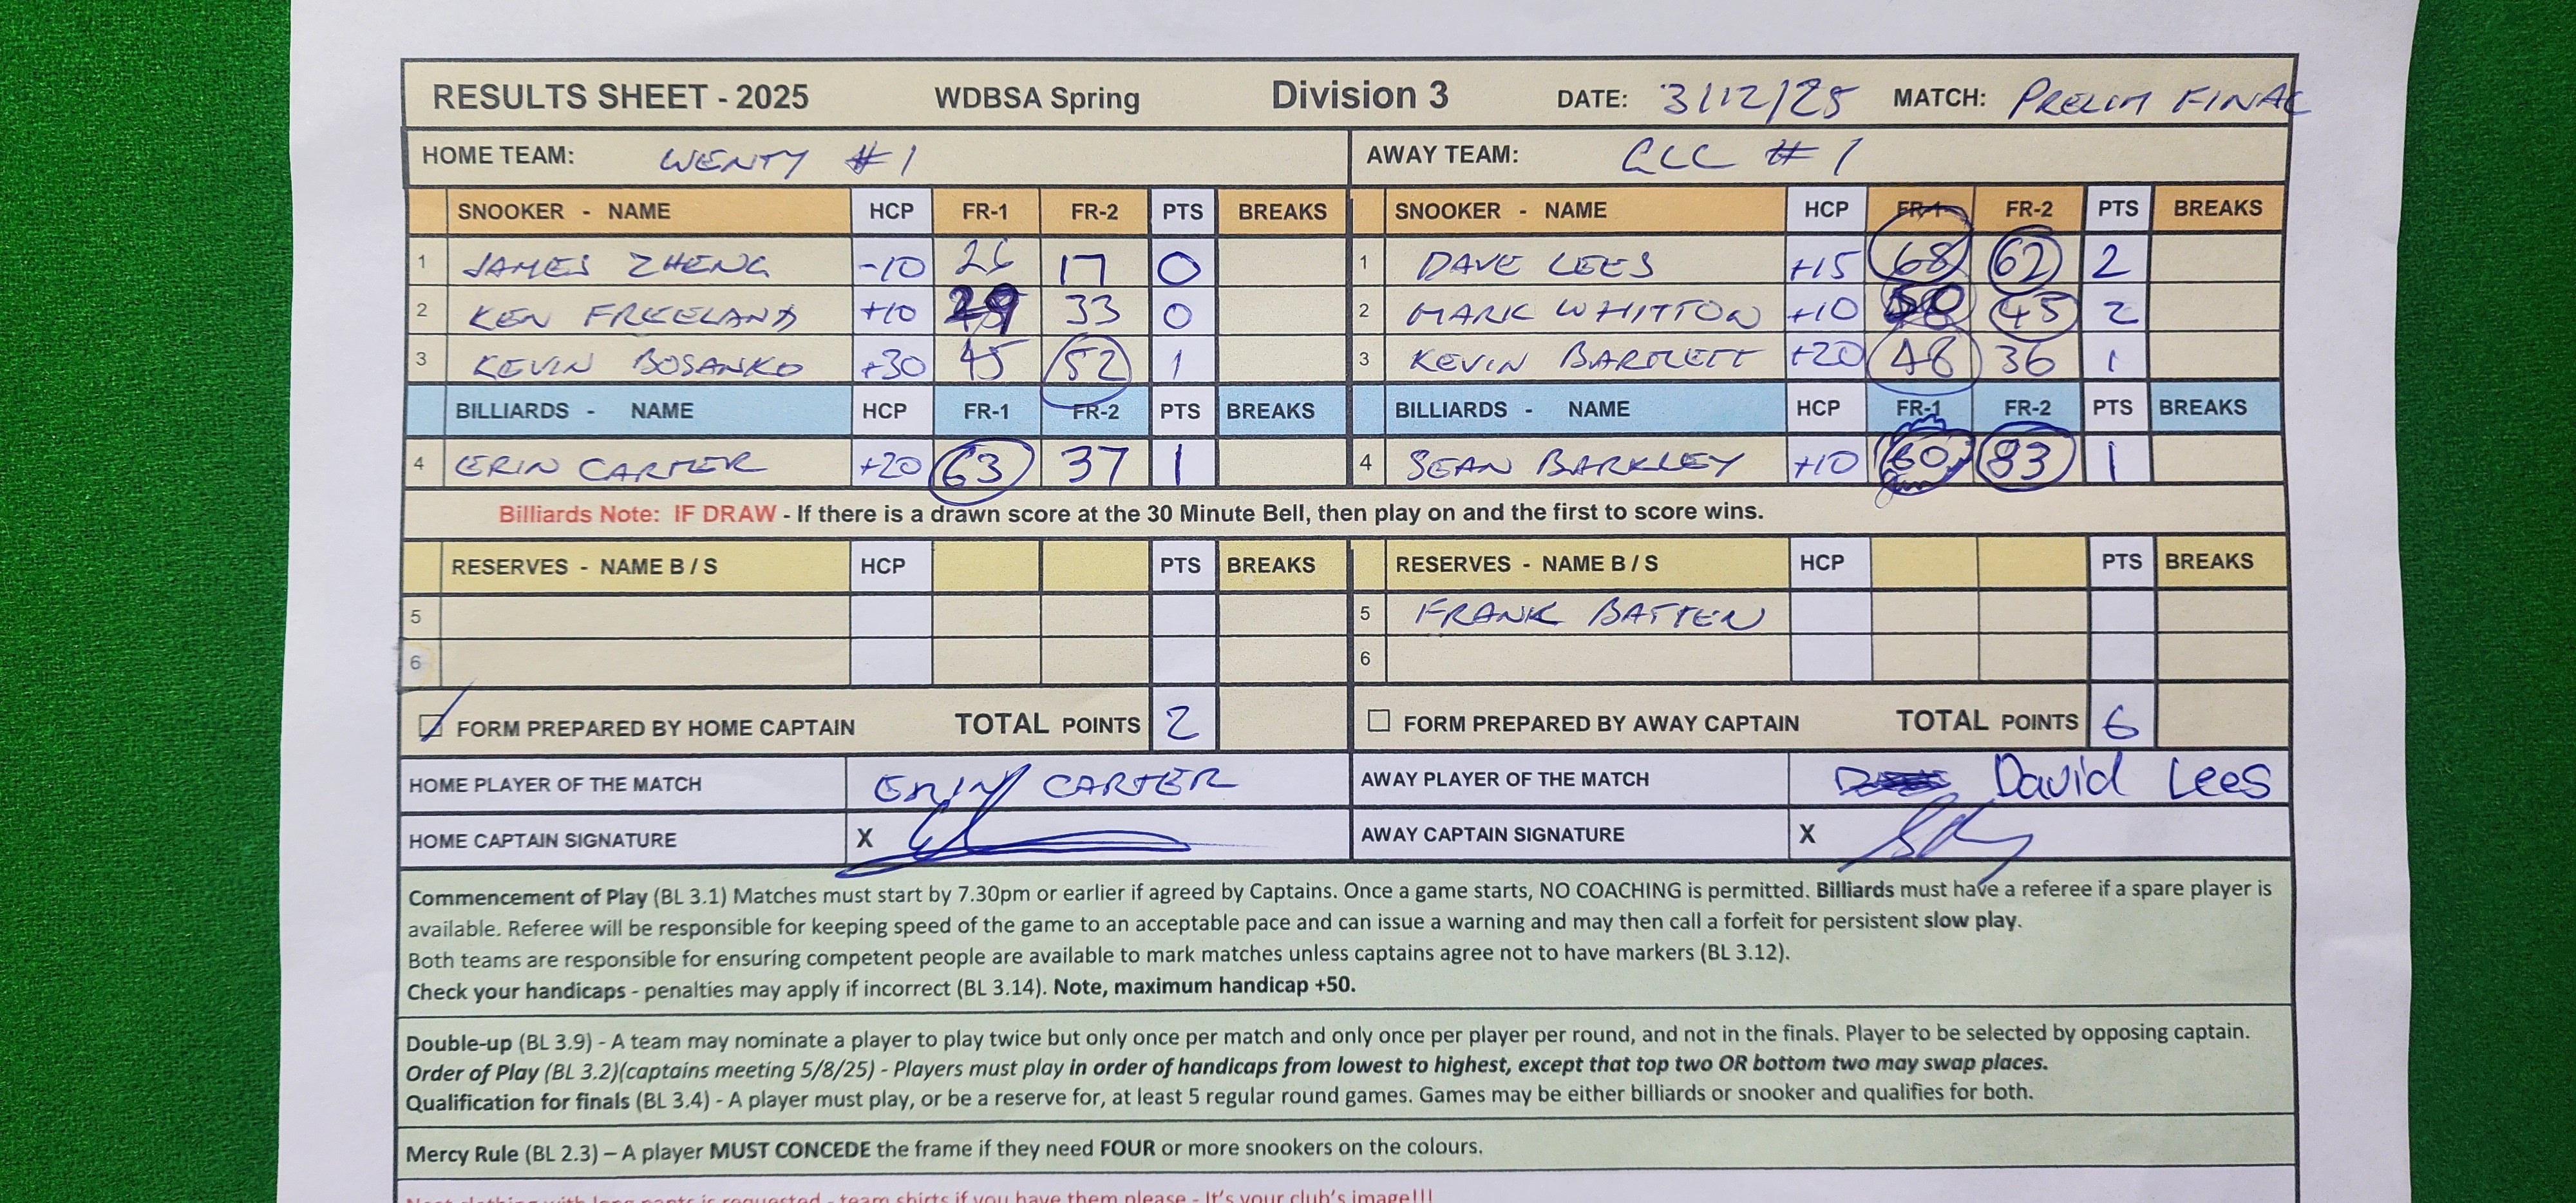 RESULTS SHEET - 2025 WDBSA Spring Division 3 DATE: 3/12/25 MATCH: PRELIM FINAL
HOME TEAM: WENTY #1 AWAY TEAM: CLC #1
SNOOKER - NAME HCP FR-1 FR-2 PTS BREAKS SNOOKER - NAME HCP FR-1 FR-2 PTS BREAKS
1 JAMES ZHENG -10 26 17 0 1 DAVE LEES +15 68 62 2
2 KEN FREELAND +10 29 33 0 2 MARK WHITTON +10 50 45 2
3 KEVIN BOSANKO +30 45 52 1 3 KEVIN BARTLETT +20 48 36 1
BILLIARDS - NAME HCP FR-1 FR-2 PTS BREAKS BILLIARDS - NAME HCP FR-1 FR-2 PTS BREAKS
4 ERIN CARTER +20 63 37 1 4 SEAN BARKLEY +10 60 83 1
Billiards Note: IF DRAW - If there is a drawn score at the 30 Minute Bell, then play on and the first to score wins.
RESERVES - NAME B / S HCP PTS BREAKS RESERVES - NAME B / S HCP PTS BREAKS
5 5 FRANK BATTEN
6 6
FORM PREPARED BY HOME CAPTAIN TOTAL POINTS 2 FORM PREPARED BY AWAY CAPTAIN TOTAL POINTS 6
HOME PLAYER OF THE MATCH ERIN CARTER AWAY PLAYER OF THE MATCH David Lees
HOME CAPTAIN SIGNATURE X AWAY CAPTAIN SIGNATURE X
Commencement of Play (BL 3.1) Matches must start by 7.30pm or earlier if agreed by Captains. Once a game starts, NO COACHING is permitted. Billiards must have a referee if a spare player is
available. Referee will be responsible for keeping speed of the game to an acceptable pace and can issue a warning and may then call a forfeit for persistent slow play.
Both teams are responsible for ensuring competent people are available to mark matches unless captains agree not to have markers (BL 3.12).
Check your handicaps - penalties may apply if incorrect (BL 3.14). Note, maximum handicap +50.
Double-up (BL 3.9) - A team may nominate a player to play twice but only once per match and only once per player per round, and not in the finals. Player to be selected by opposing captain.
Order of Play (BL 3.2)(captains meeting 5/8/25) - Players must play in order of handicaps from lowest to highest, except that top two OR bottom two may swap places.
Qualification for finals (BL 3.4) - A player must play, or be a reserve for, at least 5 regular round games. Games may be either billiards or snooker and qualifies for both.
Mercy Rule (BL 2.3) – A player MUST CONCEDE the frame if they need FOUR or more snookers on the colours.
Neat clothing with long pants is requested - team shirts if you have them please - It's your club's image!!!